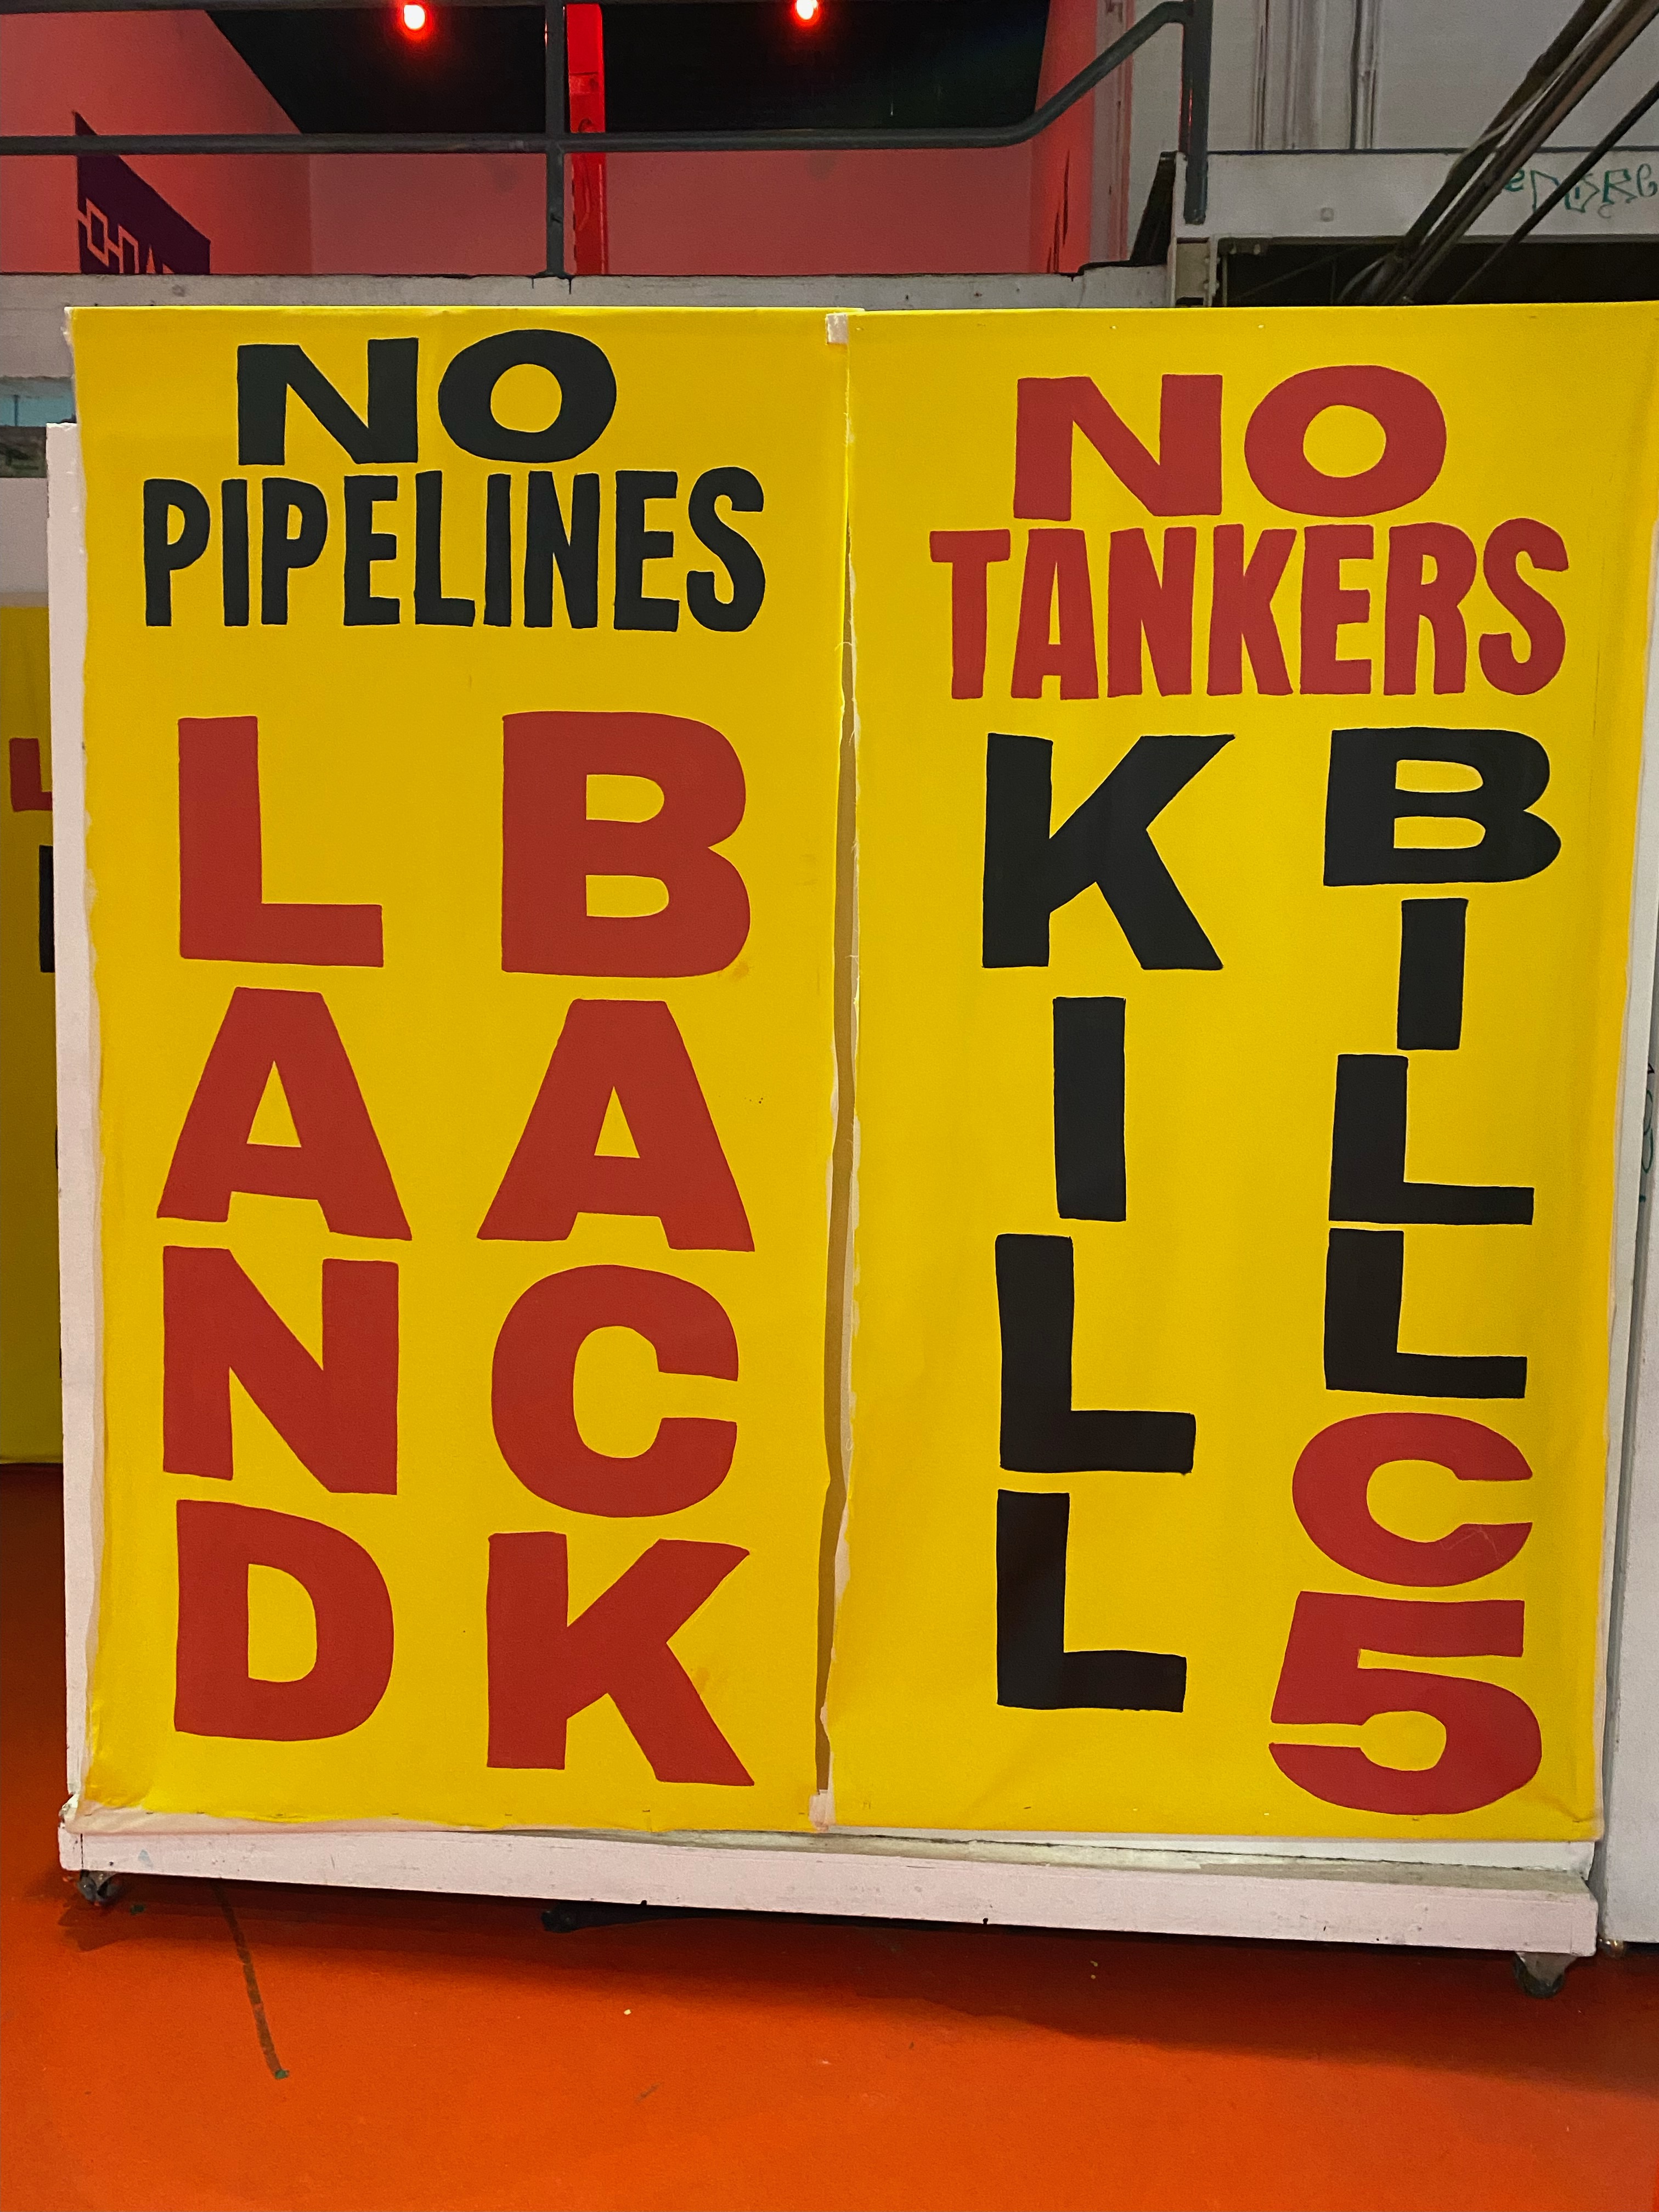 NO
PIPELINES
LAND
BACK
NO
TANKERS
KILL
BILL
C5